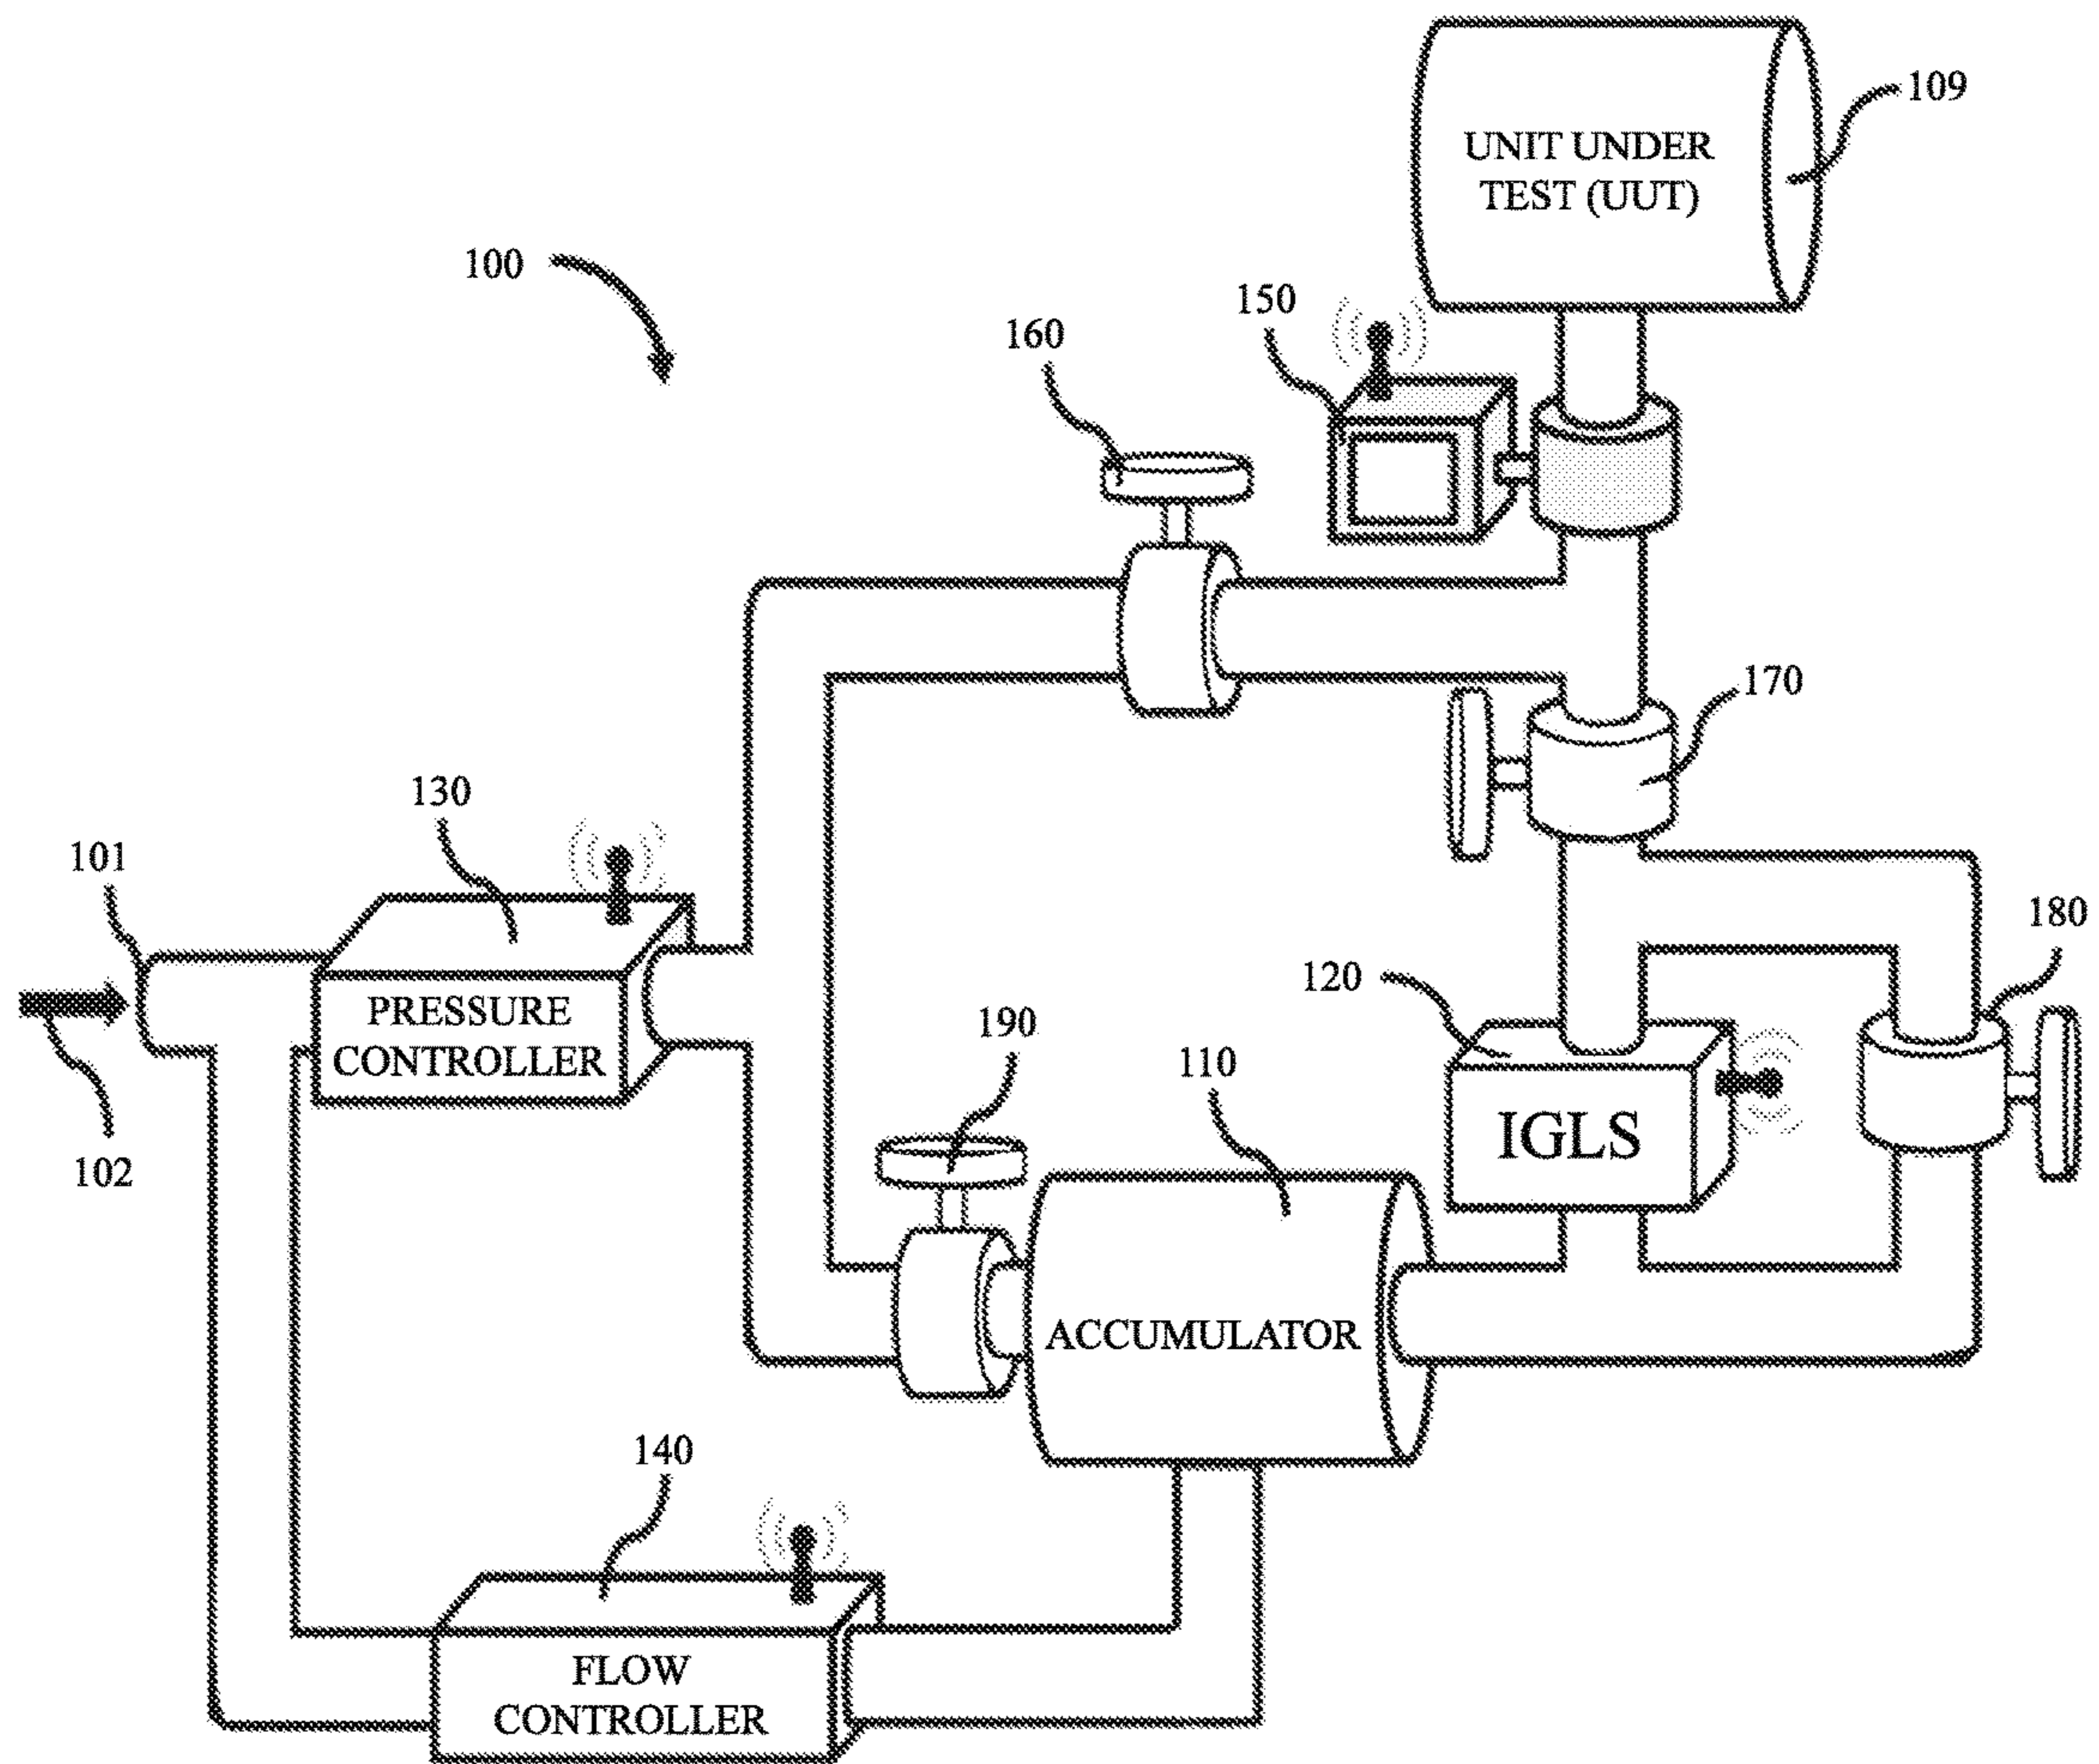 109
UNIT UNDER
TEST (UUT)
100
150
160
170
130
101
180
120
PRESSURE
CONTROLLER
190
110
IGLS
102
ACCUMULATOR
140
FLOW
CONTROLLER